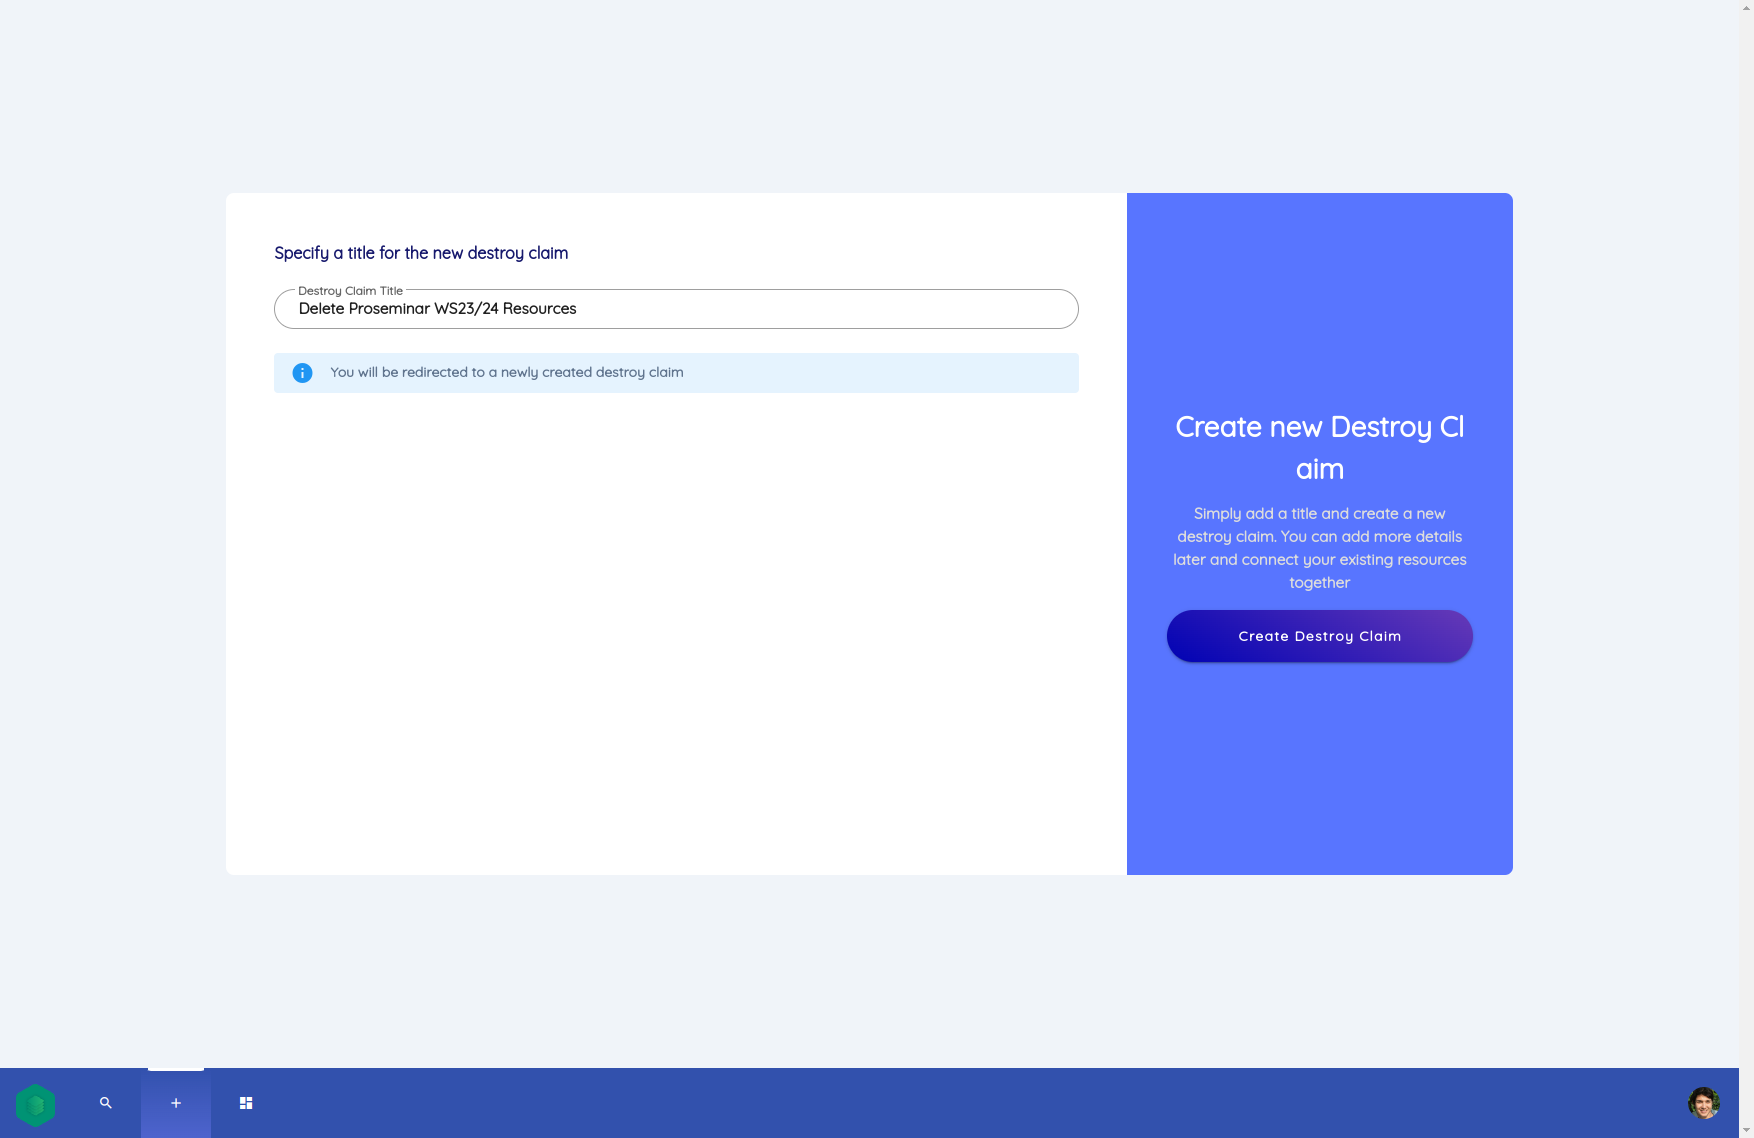 Specify a title for the new destroy claim
Destroy Claim Title
Delete Proseminar WS23/24 Resources
You will be redirected to a newly created destroy claim
Create new Destroy Cl
aim
Simply add a title and create a new
destroy claim. You can add more details
later and connect your existing resources
together
Create Destroy Claim